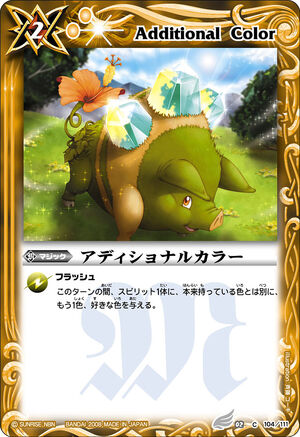 2
Additional Color
マジック
アディショナルカラー
フラッシュ
このターンの間、スピリット1体に、本来持っている色とは別に、
もう1色、好きな色を与える。
02 C 104/111
© SUNRISE, NBN BANDAI 2008 MADE IN JAPAN